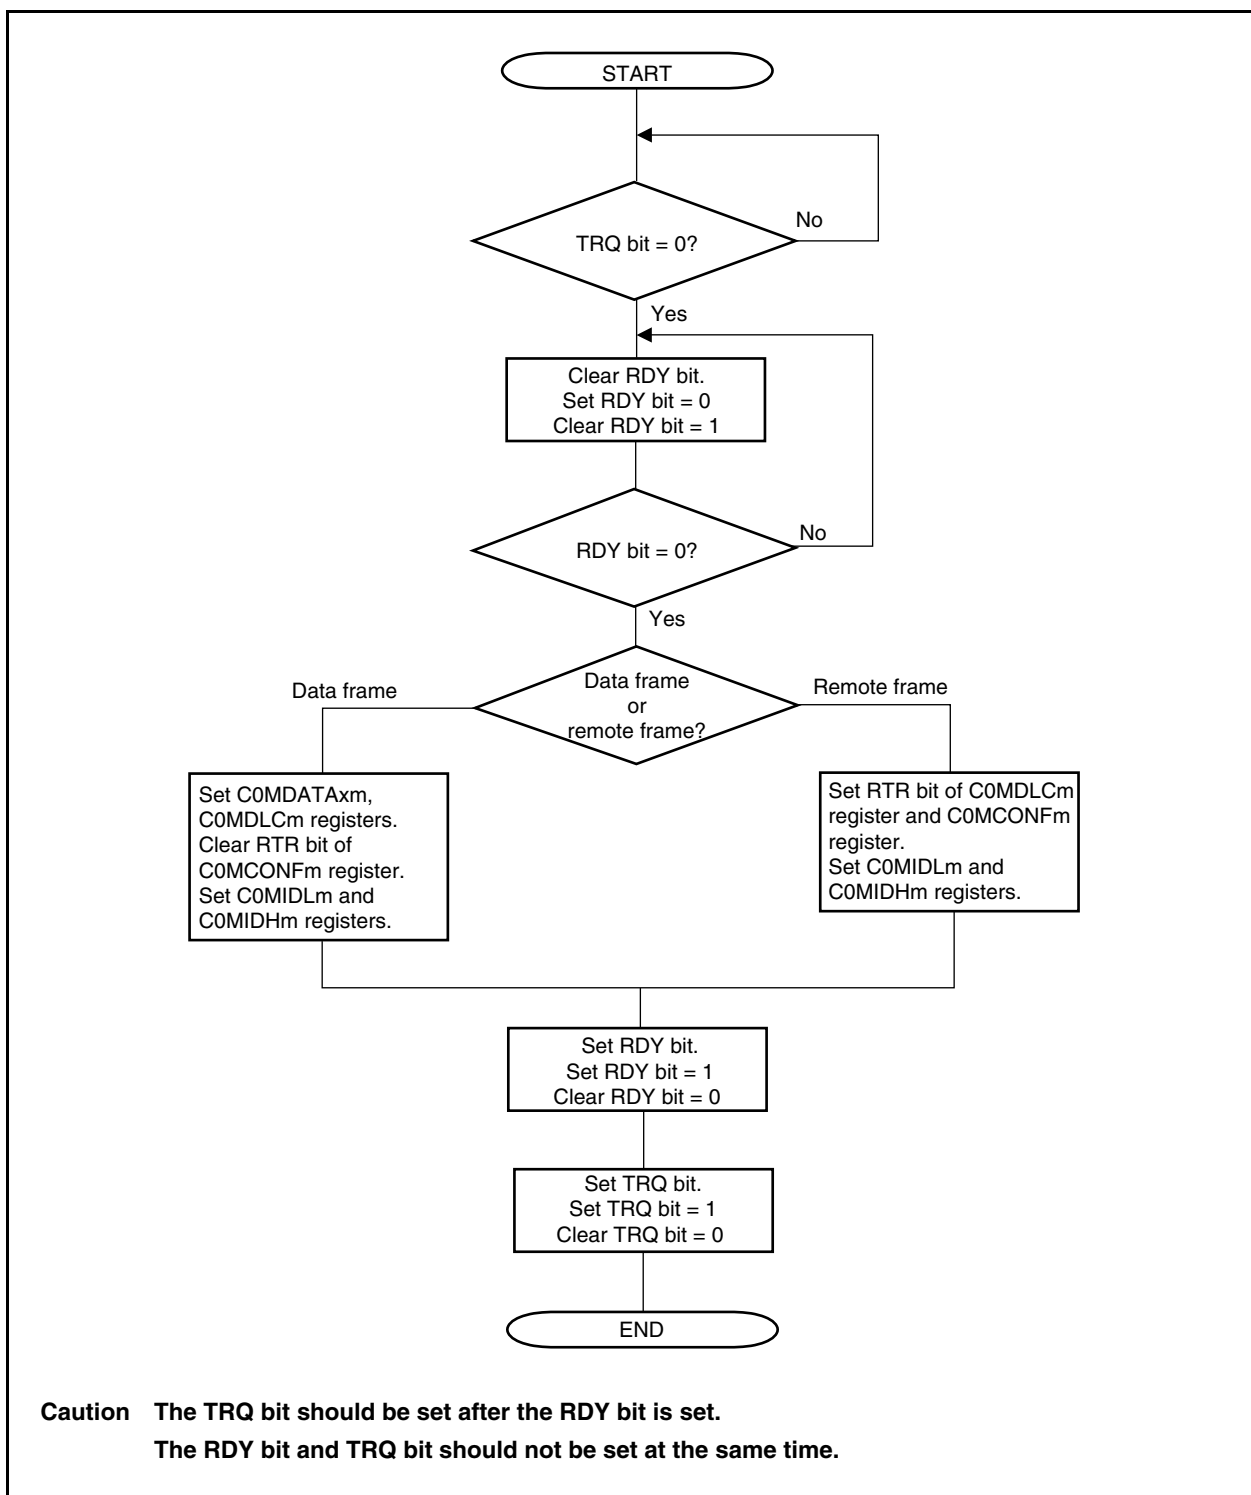 START
TRQ bit = 0?
No
Yes
Clear RDY bit.
Set RDY bit = 0
Clear RDY bit = 1
RDY bit = 0?
No
Yes
Data frame
or
remote frame?
Data frame
Remote frame
Set C0MDATAxm,
C0MDLCm registers.
Clear RTR bit of
C0MCONFm register.
Set C0MIDLm and
C0MIDHm registers.
Set RTR bit of C0MDLCm
register and C0MCONFm
register.
Set C0MIDLm and
C0MIDHm registers.
Set RDY bit.
Set RDY bit = 1
Clear RDY bit = 0
Set TRQ bit.
Set TRQ bit = 1
Clear TRQ bit = 0
END
Caution The TRQ bit should be set after the RDY bit is set.
The RDY bit and TRQ bit should not be set at the same time.